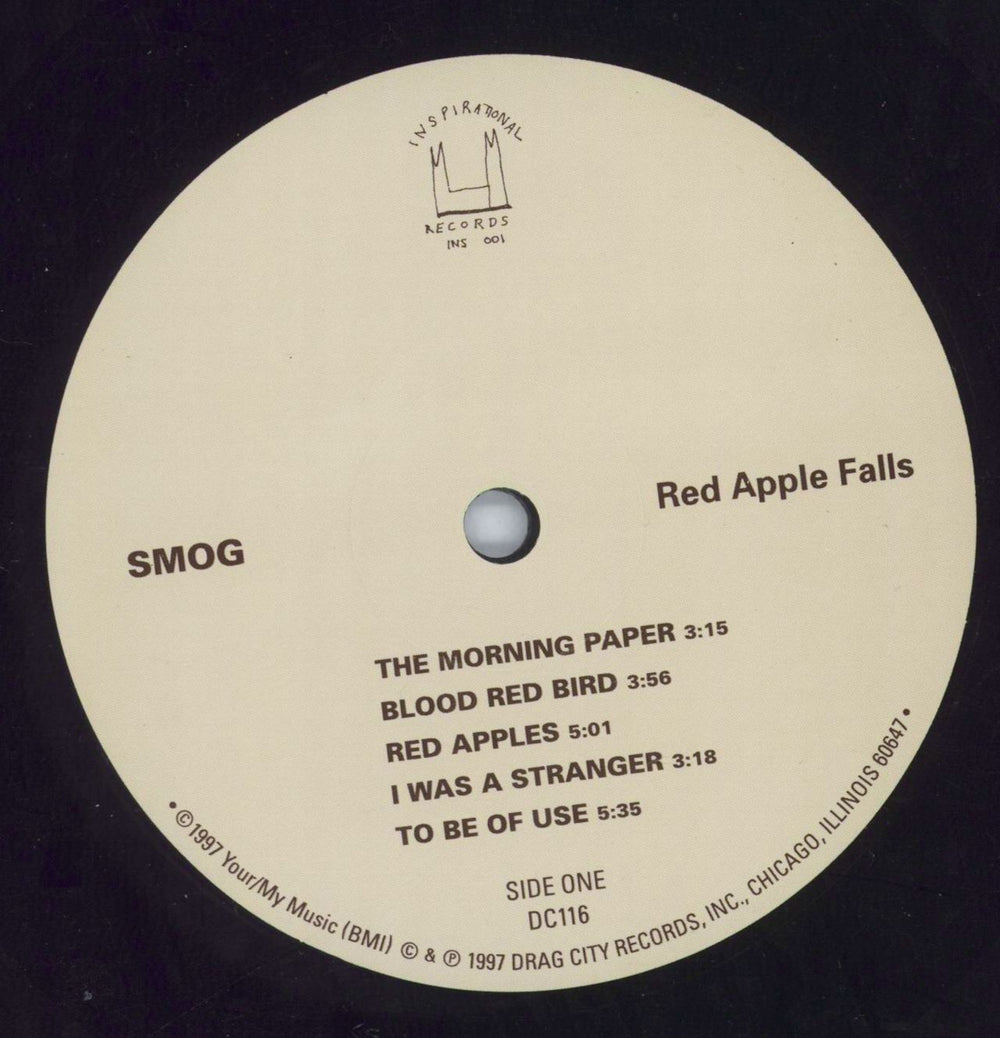 INSPIRATIONAL
RECORDS
INS 001
Red Apple Falls
SMOG
THE MORNING PAPER 3:15
BLOOD RED BIRD 3:56
RED APPLES 5:01
I WAS A STRANGER 3:18
TO BE OF USE 5:35
SIDE ONE
DC116
• ©1997 Your/My Music (BMI) © & ℗ 1997 DRAG CITY RECORDS, INC., CHICAGO, ILLINOIS 60647 •